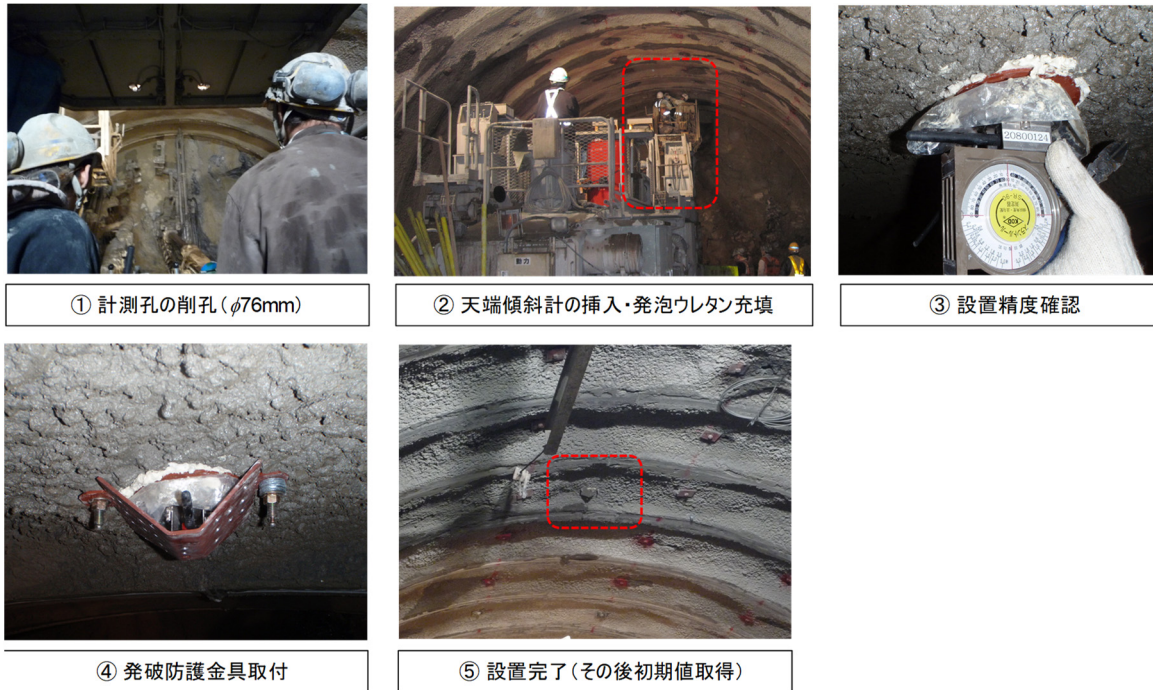 動力
20800124
① 計測孔の削孔(φ76mm)
② 天端傾斜計の挿入・発泡ウレタン充填
③ 設置精度確認
④ 発破防護金具取付
⑤ 設置完了(その後初期値取得)